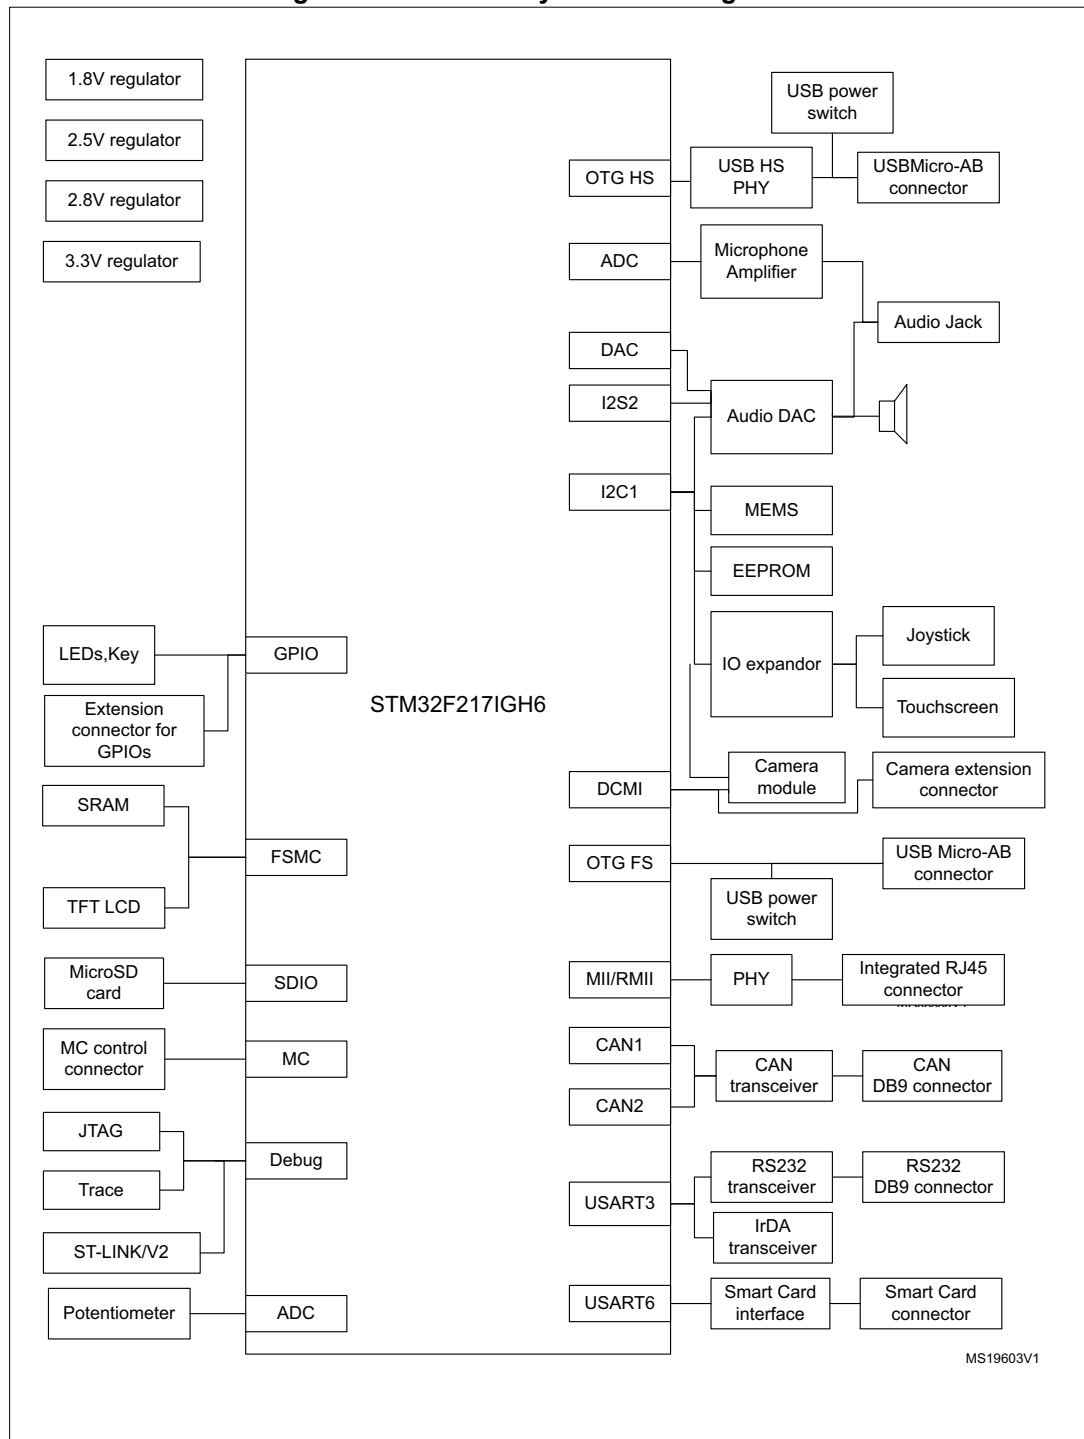 1.8V regulator
2.5V regulator
2.8V regulator
3.3V regulator
LEDs,Key
Extension
connector for
GPIOs
SRAM
TFT LCD
MicroSD
card
MC control
connector
JTAG
Trace
ST-LINK/V2
Potentiometer
GPIO
FSMC
SDIO
MC
Debug
ADC
STM32F217IGH6
OTG HS
ADC
DAC
I2S2
I2C1
DCMI
OTG FS
MII/RMII
CAN1
CAN2
USART3
USART6
USB power
switch
USB HS
PHY
USBMicro-AB
connector
Microphone
Amplifier
Audio Jack
Audio DAC
MEMS
EEPROM
IO expandor
Joystick
Touchscreen
Camera
module
Camera extension
connector
USB Micro-AB
connector
USB power
switch
PHY
Integrated RJ45
connector
CAN
transceiver
CAN
DB9 connector
RS232
transceiver
RS232
DB9 connector
IrDA
transceiver
Smart Card
interface
Smart Card
connector
MS19603V1